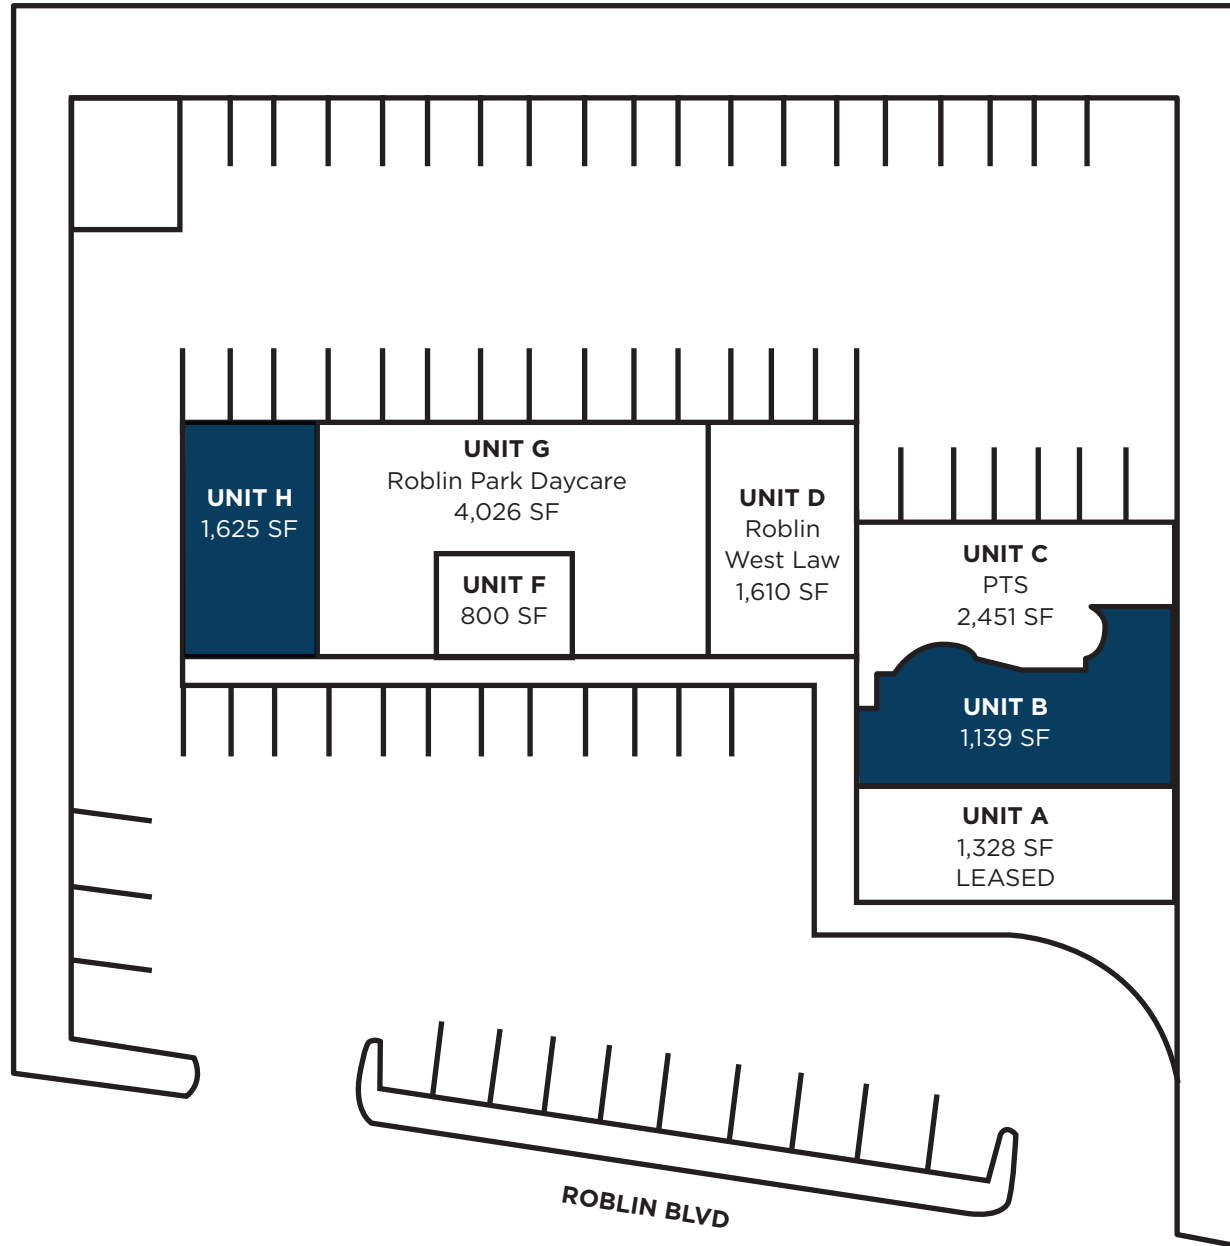 UNIT H
1,625 SF
UNIT G
Roblin Park Daycare
4,026 SF
UNIT F
800 SF
UNIT D
Roblin
West Law
1,610 SF
UNIT C
PTS
2,451 SF
UNIT B
1,139 SF
UNIT A
1,328 SF
LEASED
ROBLIN BLVD